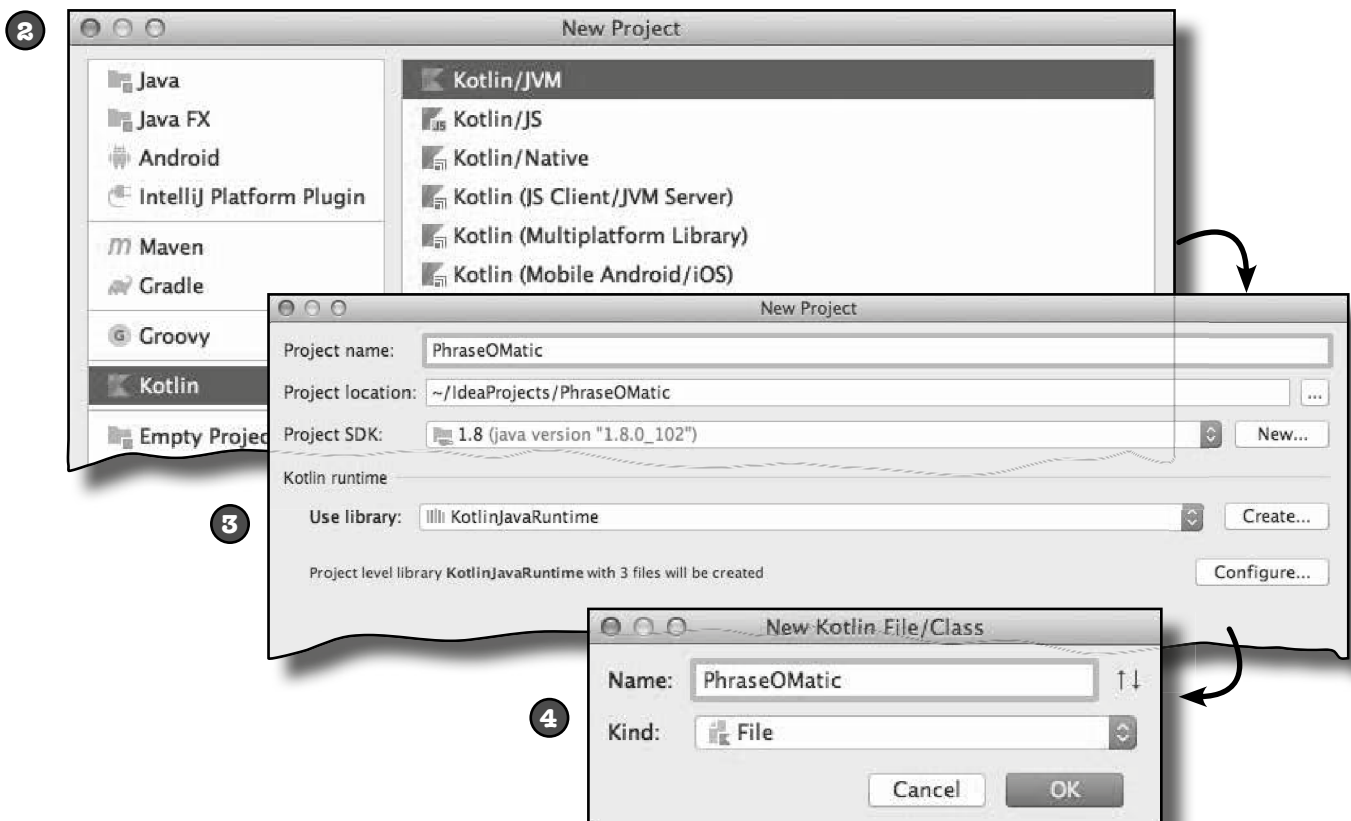 2
New Project
Java
Java FX
Android
IntelliJ Platform Plugin
Maven
Gradle
Groovy
Kotlin
Empty Projec
Kotlin/JVM
Kotlin/JS
Kotlin/Native
Kotlin (JS Client/JVM Server)
Kotlin (Multiplatform Library)
Kotlin (Mobile Android/iOS)
New Project
Project name: PhraseOMatic
Project location: ~/IdeaProjects/PhraseOMatic ...
Project SDK: 1.8 (java version "1.8.0_102") New...
Kotlin runtime
3
Use library: KotlinJavaRuntime Create...
Project level library KotlinJavaRuntime with 3 files will be created Configure...
4
New Kotlin File/Class
Name: PhraseOMatic ↑↓
Kind: File
Cancel OK